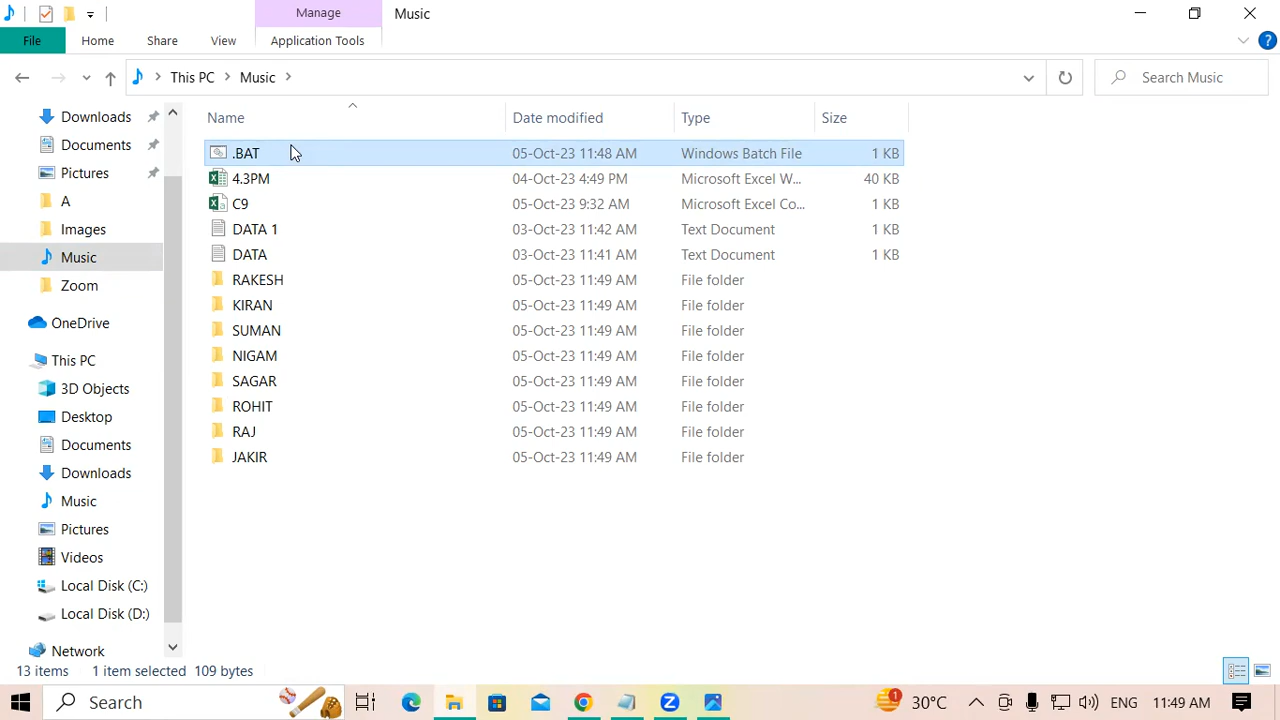 Manage
Music
File
Home
Share
View
Application Tools
This PC
Music
Search Music
Downloads
Documents
Pictures
A
Images
Music
Zoom
OneDrive
This PC
3D Objects
Desktop
Documents
Downloads
Music
Pictures
Videos
Local Disk (C:)
Local Disk (D:)
Network
Name Date modified Type Size
.BAT 05-Oct-23 11:48 AM Windows Batch File 1 KB
4.3PM 04-Oct-23 4:49 PM Microsoft Excel W... 40 KB
C9 05-Oct-23 9:32 AM Microsoft Excel Co... 1 KB
DATA 1 03-Oct-23 11:42 AM Text Document 1 KB
DATA 03-Oct-23 11:41 AM Text Document 1 KB
RAKESH 05-Oct-23 11:49 AM File folder
KIRAN 05-Oct-23 11:49 AM File folder
SUMAN 05-Oct-23 11:49 AM File folder
NIGAM 05-Oct-23 11:49 AM File folder
SAGAR 05-Oct-23 11:49 AM File folder
ROHIT 05-Oct-23 11:49 AM File folder
RAJ 05-Oct-23 11:49 AM File folder
JAKIR 05-Oct-23 11:49 AM File folder
13 items 1 item selected 109 bytes
Search
1 30°C ENG 11:49 AM